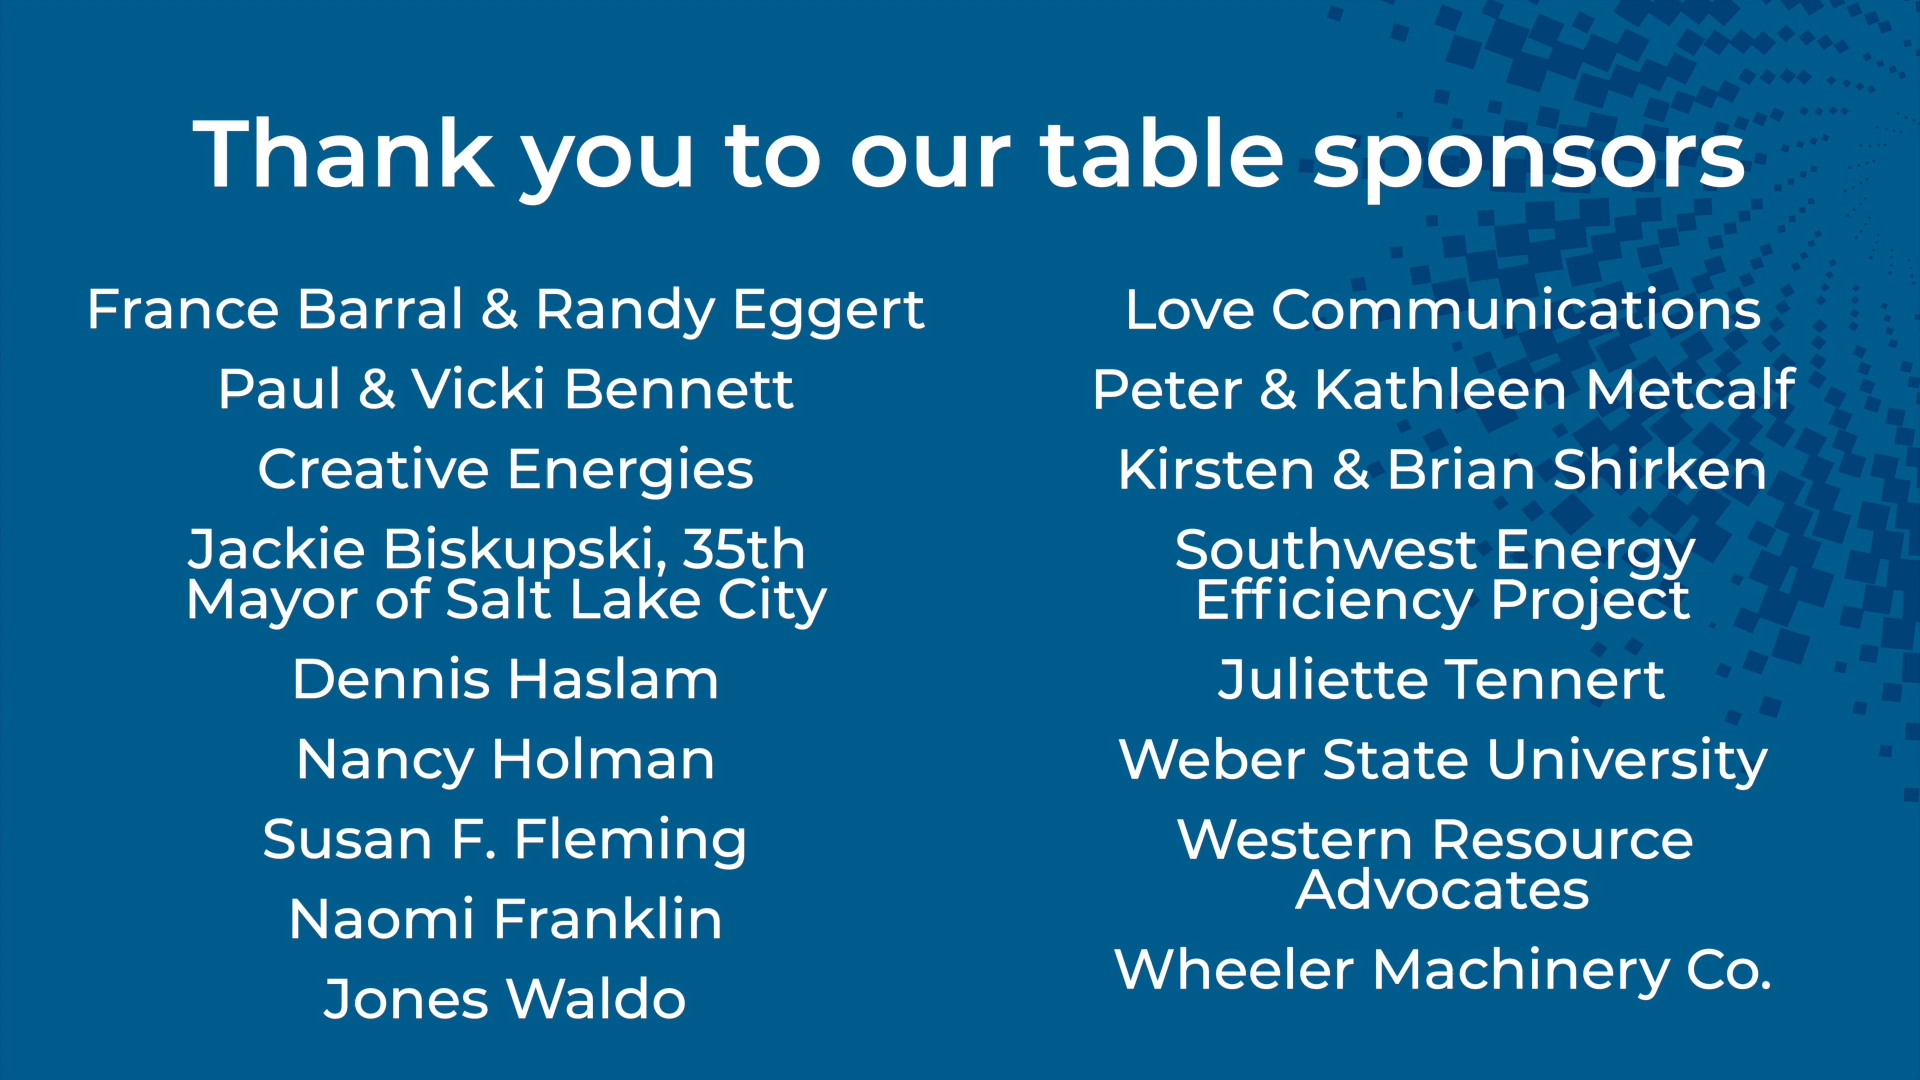 Thank you to our table sponsors
France Barral & Randy Eggert
Paul & Vicki Bennett
Creative Energies
Jackie Biskupski, 35th
Mayor of Salt Lake City
Dennis Haslam
Nancy Holman
Susan F. Fleming
Naomi Franklin
Jones Waldo
Love Communications
Peter & Kathleen Metcalf
Kirsten & Brian Shirken
Southwest Energy
Efficiency Project
Juliette Tennert
Weber State University
Western Resource
Advocates
Wheeler Machinery Co.